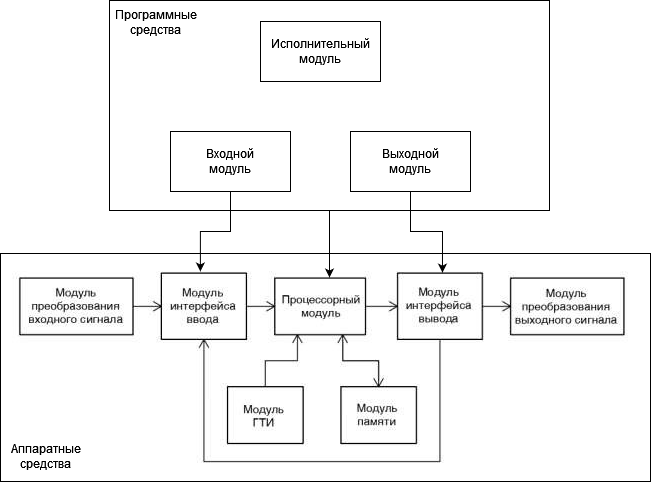 Программные
средства
Исполнительный
модуль
Входной
модуль
Выходной
модуль
Модуль
преобразования
входного сигнала
Модуль
интерфейса
ввода
Процессорный
модуль
Модуль
интерфейса
вывода
Модуль
преобразования
выходного сигнала
Модуль
ГТИ
Модуль
памяти
Аппаратные
средства